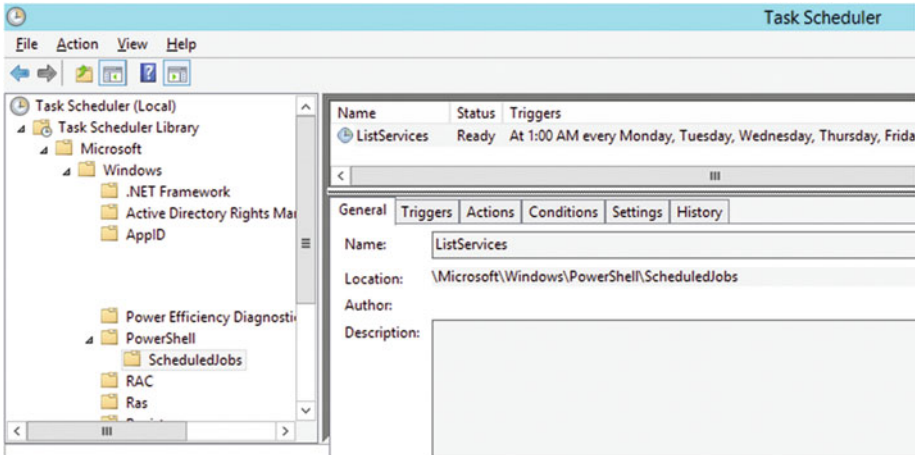 Task Scheduler
File Action View Help
Task Scheduler (Local)
Task Scheduler Library
Microsoft
Windows
.NET Framework
Active Directory Rights Mar
AppID
Power Efficiency Diagnosti
PowerShell
ScheduledJobs
RAC
Ras
Name Status Triggers
ListServices Ready At 1:00 AM every Monday, Tuesday, Wednesday, Thursday, Frida
General Triggers Actions Conditions Settings History
Name: ListServices
Location: \Microsoft\Windows\PowerShell\ScheduledJobs
Author:
Description: